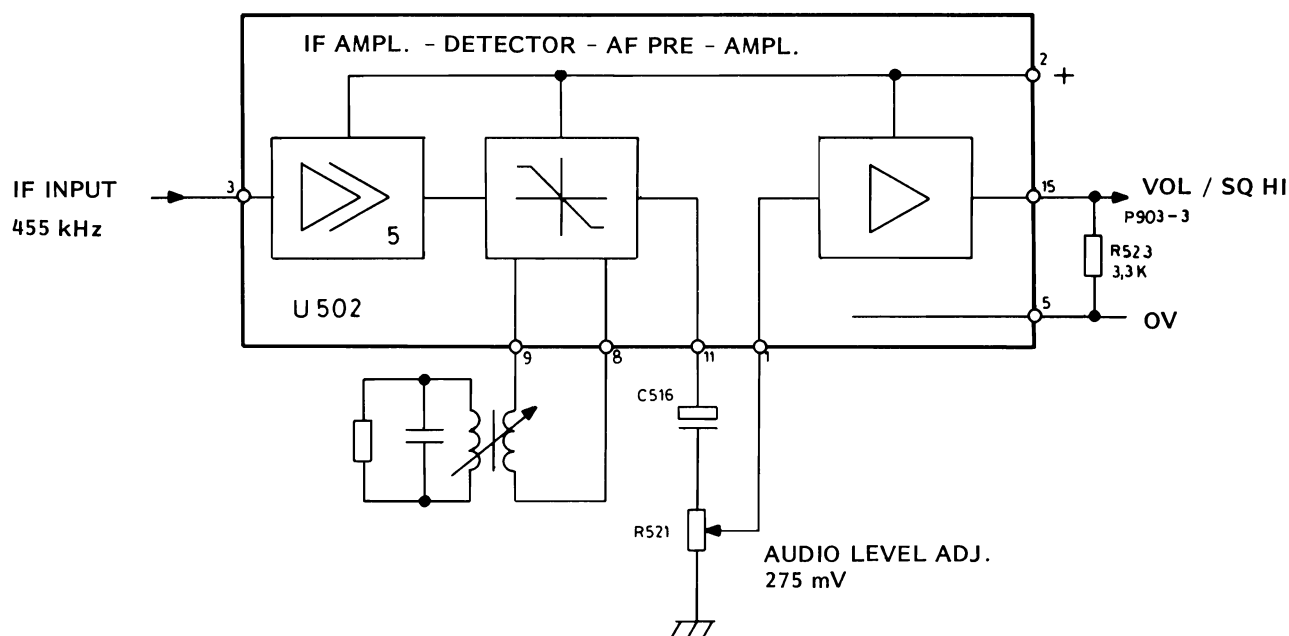 IF AMPL. - DETECTOR - AF PRE - AMPL.
2
+
IF INPUT
455 kHz
3
5
15
VOL / SQ HI
P903-3
R523
3,3K
U502
5
0V
9
8
11
1
C516
R521
AUDIO LEVEL ADJ.
275 mV